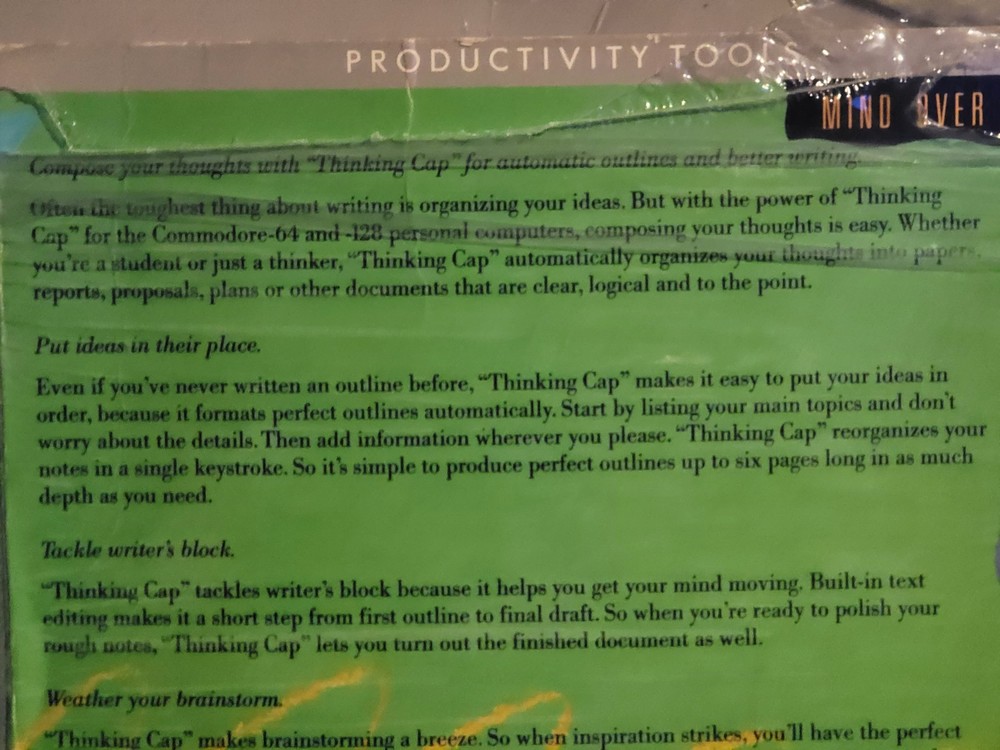 PRODUCTIVITY TOOLS
MIND OVER
Compose your thoughts with “Thinking Cap” for automatic outlines and better writing.
Often the toughest thing about writing is organizing your ideas. But with the power of “Thinking
Cap” for the Commodore-64 and -128 personal computers, composing your thoughts is easy. Whether
you’re a student or just a thinker, “Thinking Cap” automatically organizes your thoughts into papers,
reports, proposals, plans or other documents that are clear, logical and to the point.
Put ideas in their place.
Even if you’ve never written an outline before, “Thinking Cap” makes it easy to put your ideas in
order, because it formats perfect outlines automatically. Start by listing your main topics and don’t
worry about the details. Then add information wherever you please. “Thinking Cap” reorganizes your
notes in a single keystroke. So it’s simple to produce perfect outlines up to six pages long in as much
depth as you need.
Tackle writer’s block.
“Thinking Cap” tackles writer’s block because it helps you get your mind moving. Built-in text
editing makes it a short step from first outline to final draft. So when you’re ready to polish your
rough notes, “Thinking Cap” lets you turn out the finished document as well.
Weather your brainstorm.
“Thinking Cap” makes brainstorming a breeze. So when inspiration strikes, you’ll have the perfect